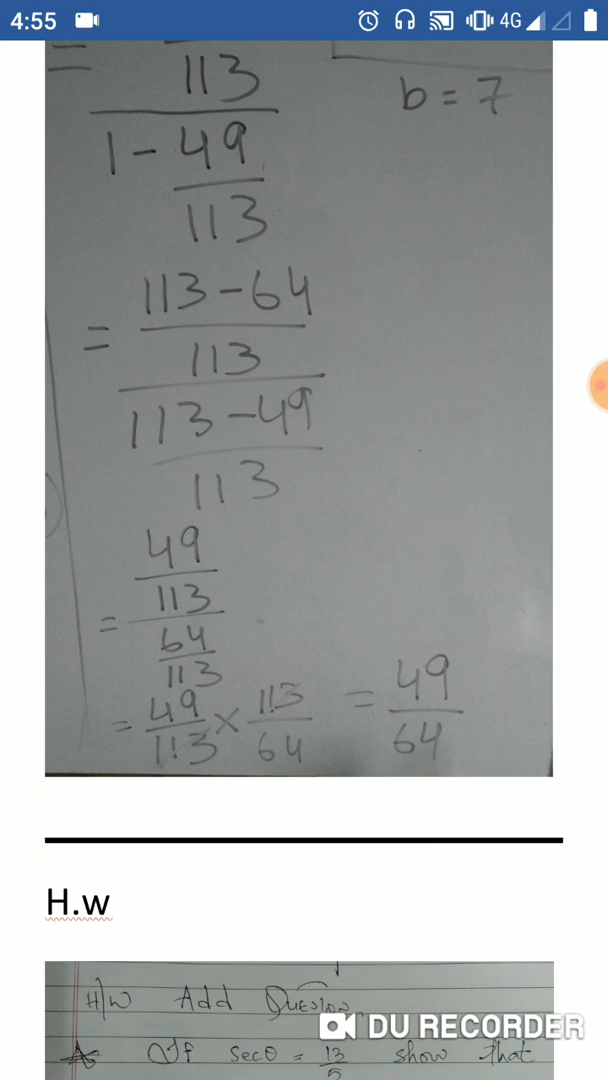 4:55 4G
113
b = 7
1 - 49
113
= 113 - 64
113
113 - 49
113
49
113
=
64
113
= 49/113 × 113/64 = 49/64
H.w
H/W Add Question
DU RECORDER
If secθ = 13/5 show that